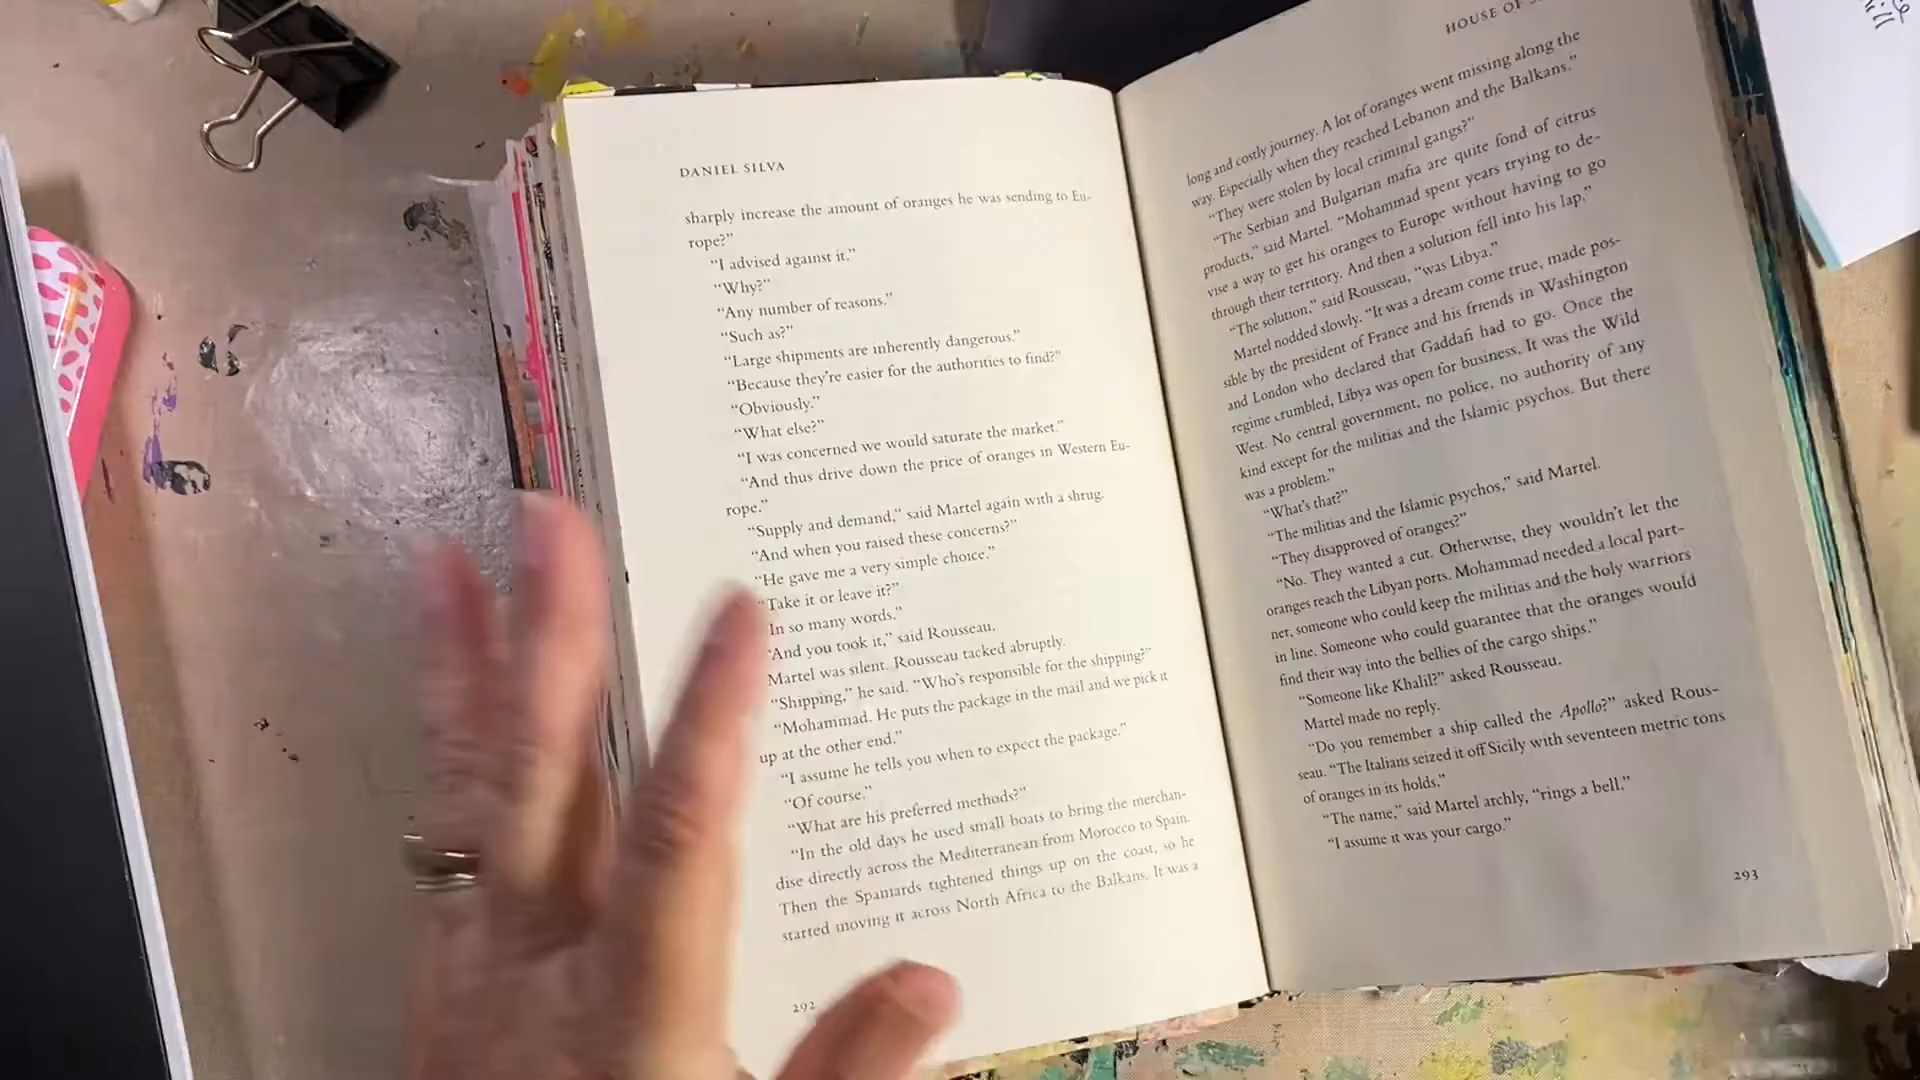 DANIEL SILVA
sharply increase the amount of oranges he was sending to Eu-
rope?”
“I advised against it.”
“Why?”
“Any number of reasons.”
“Such as?”
“Large shipments are inherently dangerous.”
“Because they’re easier for the authorities to find?”
“Obviously.”
“What else?”
“I was concerned we would saturate the market.”
“And thus drive down the price of oranges in Western Eu-
rope.”
“Supply and demand,” said Martel again with a shrug.
“And when you raised these concerns?”
“He gave me a very simple choice.”
“Take it or leave it?”
In so many words.”
“And you took it,” said Rousseau.
Martel was silent. Rousseau tacked abruptly.
“Shipping,” he said. “Who’s responsible for the shipping?”
“Mohammad. He puts the package in the mail and we pick it
up at the other end.”
“I assume he tells you when to expect the package.”
“Of course.”
“What are his preferred methods?”
“In the old days he used small boats to bring the merchan-
dise directly across the Mediterranean from Morocco to Spain.
Then the Spaniards tightened things up on the coast, so he
started moving it across North Africa to the Balkans. It was a
292
HOUSE OF
long and costly journey. A lot of oranges went missing along the
way. Especially when they reached Lebanon and the Balkans.”
“They were stolen by local criminal gangs?”
“The Serbian and Bulgarian mafia are quite fond of citrus
products,” said Martel. “Mohammad spent years trying to de-
vise a way to get his oranges to Europe without having to go
through their territory. And then a solution fell into his lap,”
“The solution,” said Rousseau, “was Libya.”
Martel nodded slowly. “It was a dream come true, made pos-
sible by the president of France and his friends in Washington
and London who declared that Gaddafi had to go. Once the
regime crumbled, Libya was open for business. It was the Wild
West. No central government, no police, no authority of any
kind except for the militias and the Islamic psychos. But there
was a problem.”
“What’s that?”
“The militias and the Islamic psychos,” said Martel.
“They disapproved of oranges?”
“No. They wanted a cut. Otherwise, they wouldn’t let the
oranges reach the Libyan ports. Mohammad needed a local part-
ner, someone who could keep the militias and the holy warriors
in line. Someone who could guarantee that the oranges would
find their way into the bellies of the cargo ships.”
“Someone like Khalil?” asked Rousseau.
Martel made no reply.
“Do you remember a ship called the Apollo?” asked Rous-
seau. “The Italians seized it off Sicily with seventeen metric tons
of oranges in its holds.”
“The name,” said Martel archly, “rings a bell.”
“I assume it was your cargo.”
293